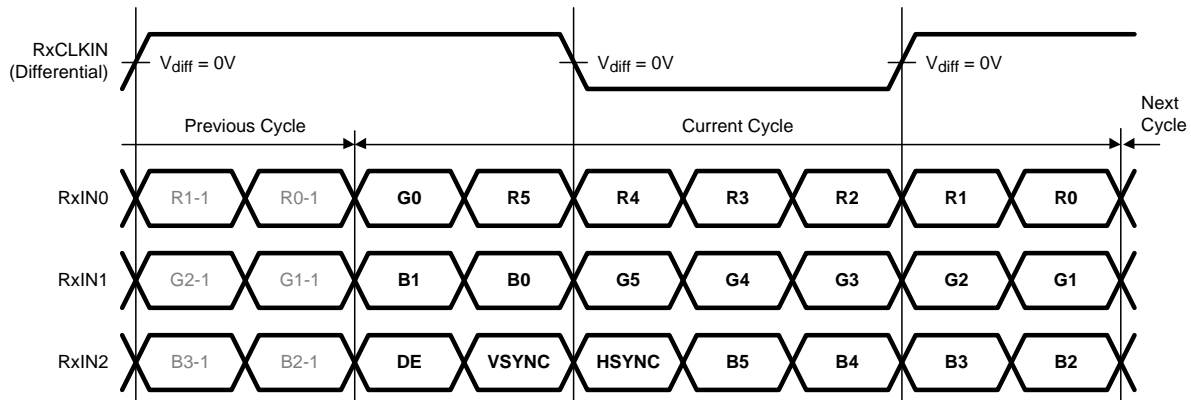 RxCLKIN
(Differential)
Vdiff = 0V
Vdiff = 0V
Vdiff = 0V
Previous Cycle
Current Cycle
Next
Cycle
RxIN0 R1-1 R0-1 G0 R5 R4 R3 R2 R1 R0
RxIN1 G2-1 G1-1 B1 B0 G5 G4 G3 G2 G1
RxIN2 B3-1 B2-1 DE VSYNC HSYNC B5 B4 B3 B2